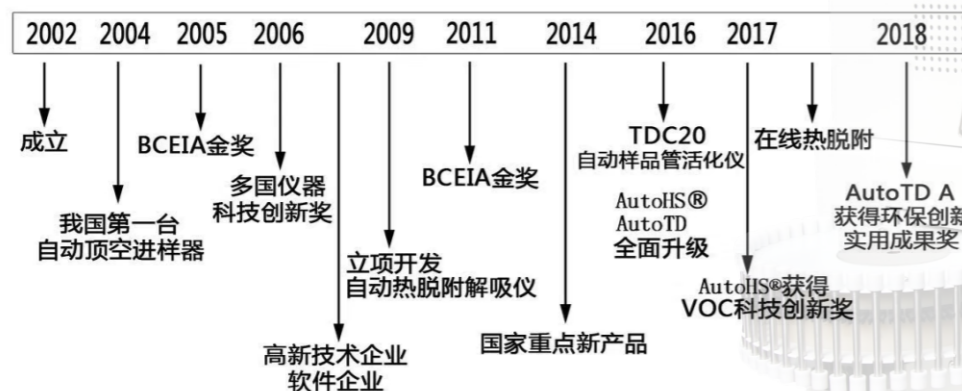 2002 2004 2005 2006 2009 2011 2014 2016 2017 2018
成立
我国第一台
自动顶空进样器
BCEIA金奖
多国仪器
科技创新奖
高新技术企业
软件企业
立项开发
自动热脱附解吸仪
BCEIA金奖
国家重点新产品
TDC20
自动样品管活化仪
AutoHS®
AutoTD
全面升级
AutoHS®获得
VOC科技创新奖
在线热脱附
AutoTD A
获得环保创新
实用成果奖